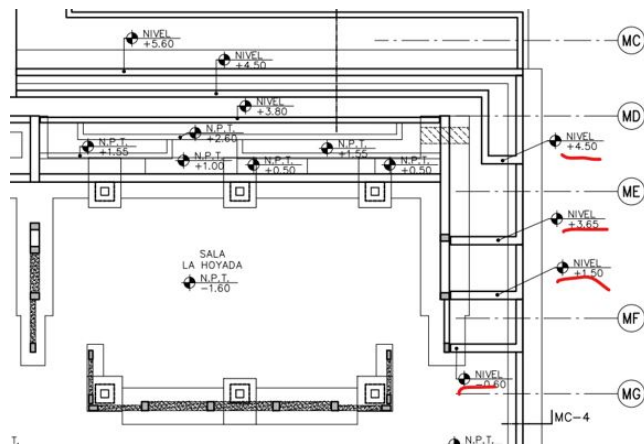 NIVEL
+5.60
MC
NIVEL
+4.50
NIVEL
+3.80
MD
N.P.T.
+2.60
N.P.T.
+1.55
N.P.T.
+1.55
NIVEL
+4.50
N.P.T.
+1.00
N.P.T.
+0.50
N.P.T.
+0.50
ME
NIVEL
+3.65
SALA
LA HOYADA
N.P.T.
-1.60
NIVEL
+1.50
MF
NIVEL
-0.60
MG
MC-4
T.
N.P.T.